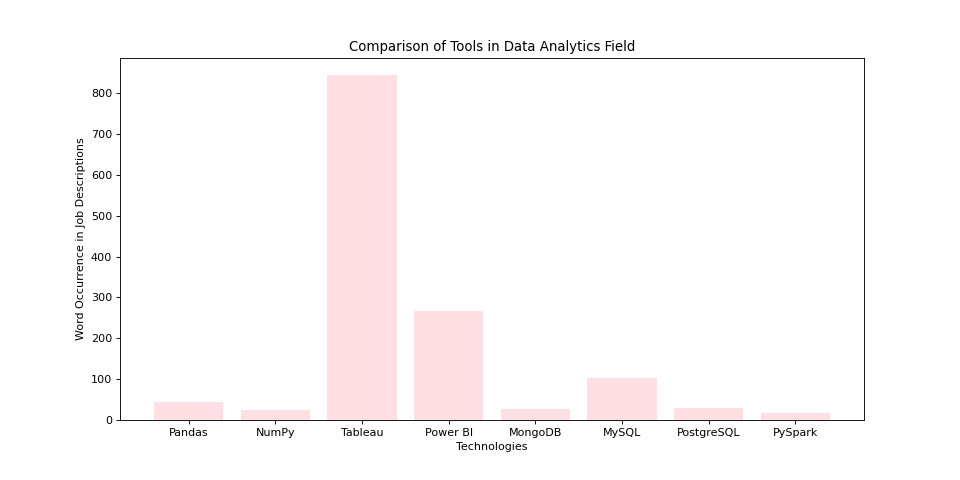 Comparison of Tools in Data Analytics Field
Word Occurrence in Job Descriptions
800
700
600
500
400
300
200
100
0
Pandas NumPy Tableau Power BI MongoDB MySQL PostgreSQL PySpark
Technologies